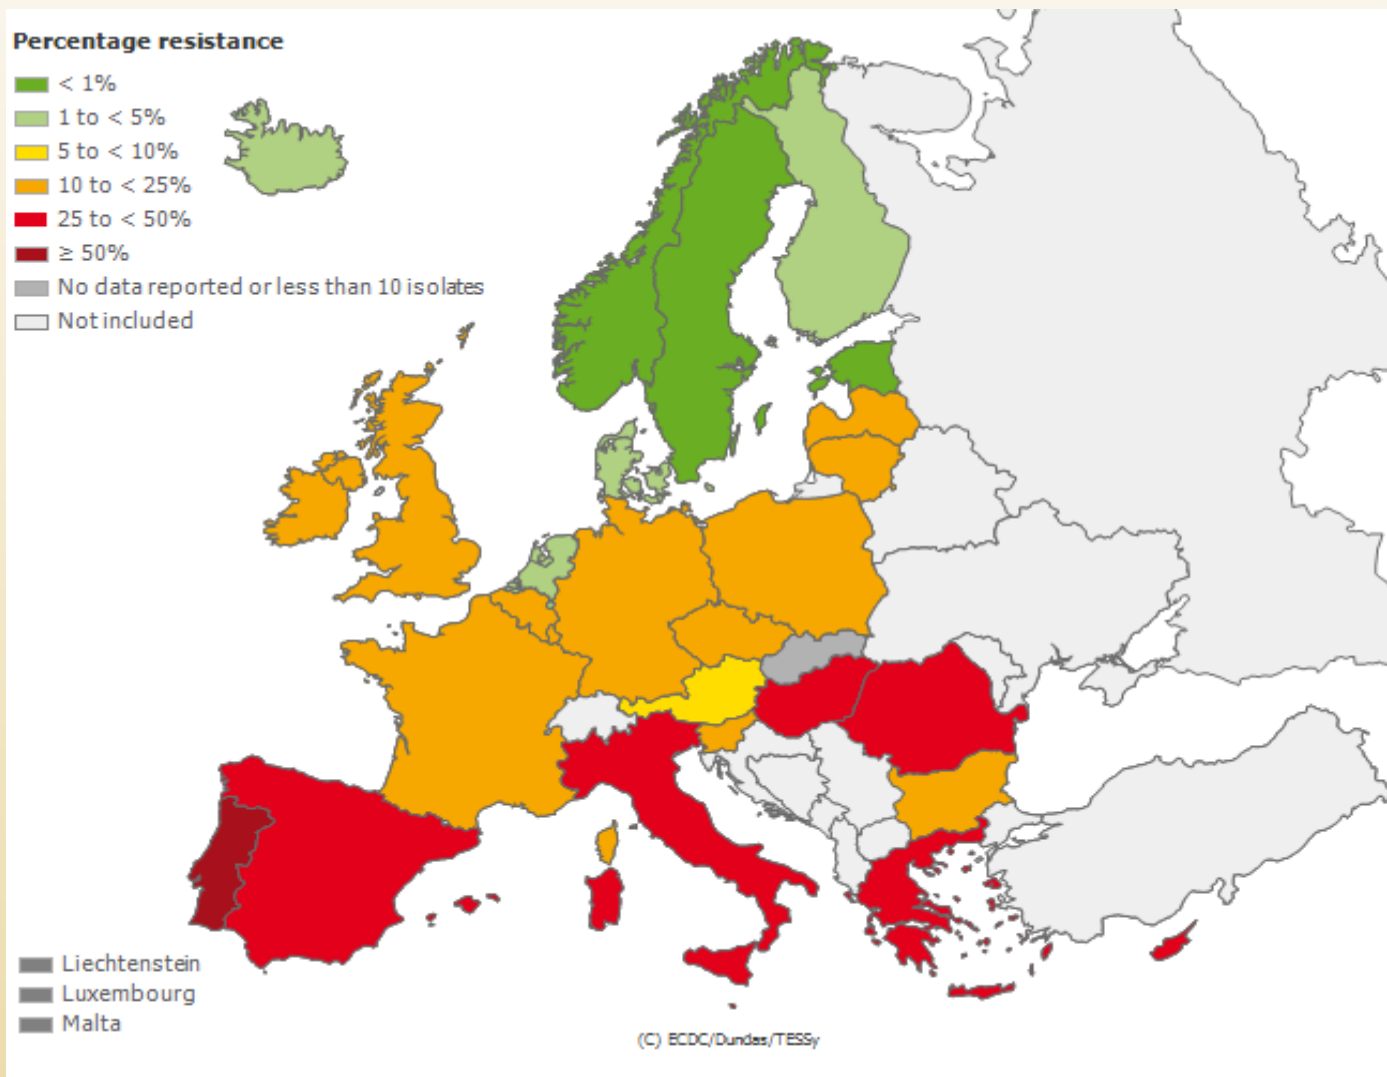 Percentage resistance
< 1%
1 to < 5%
5 to < 10%
10 to < 25%
25 to < 50%
≥ 50%
No data reported or less than 10 isolates
Not included
Liechtenstein
Luxembourg
Malta
(C) ECDC/Dundas/TESSy